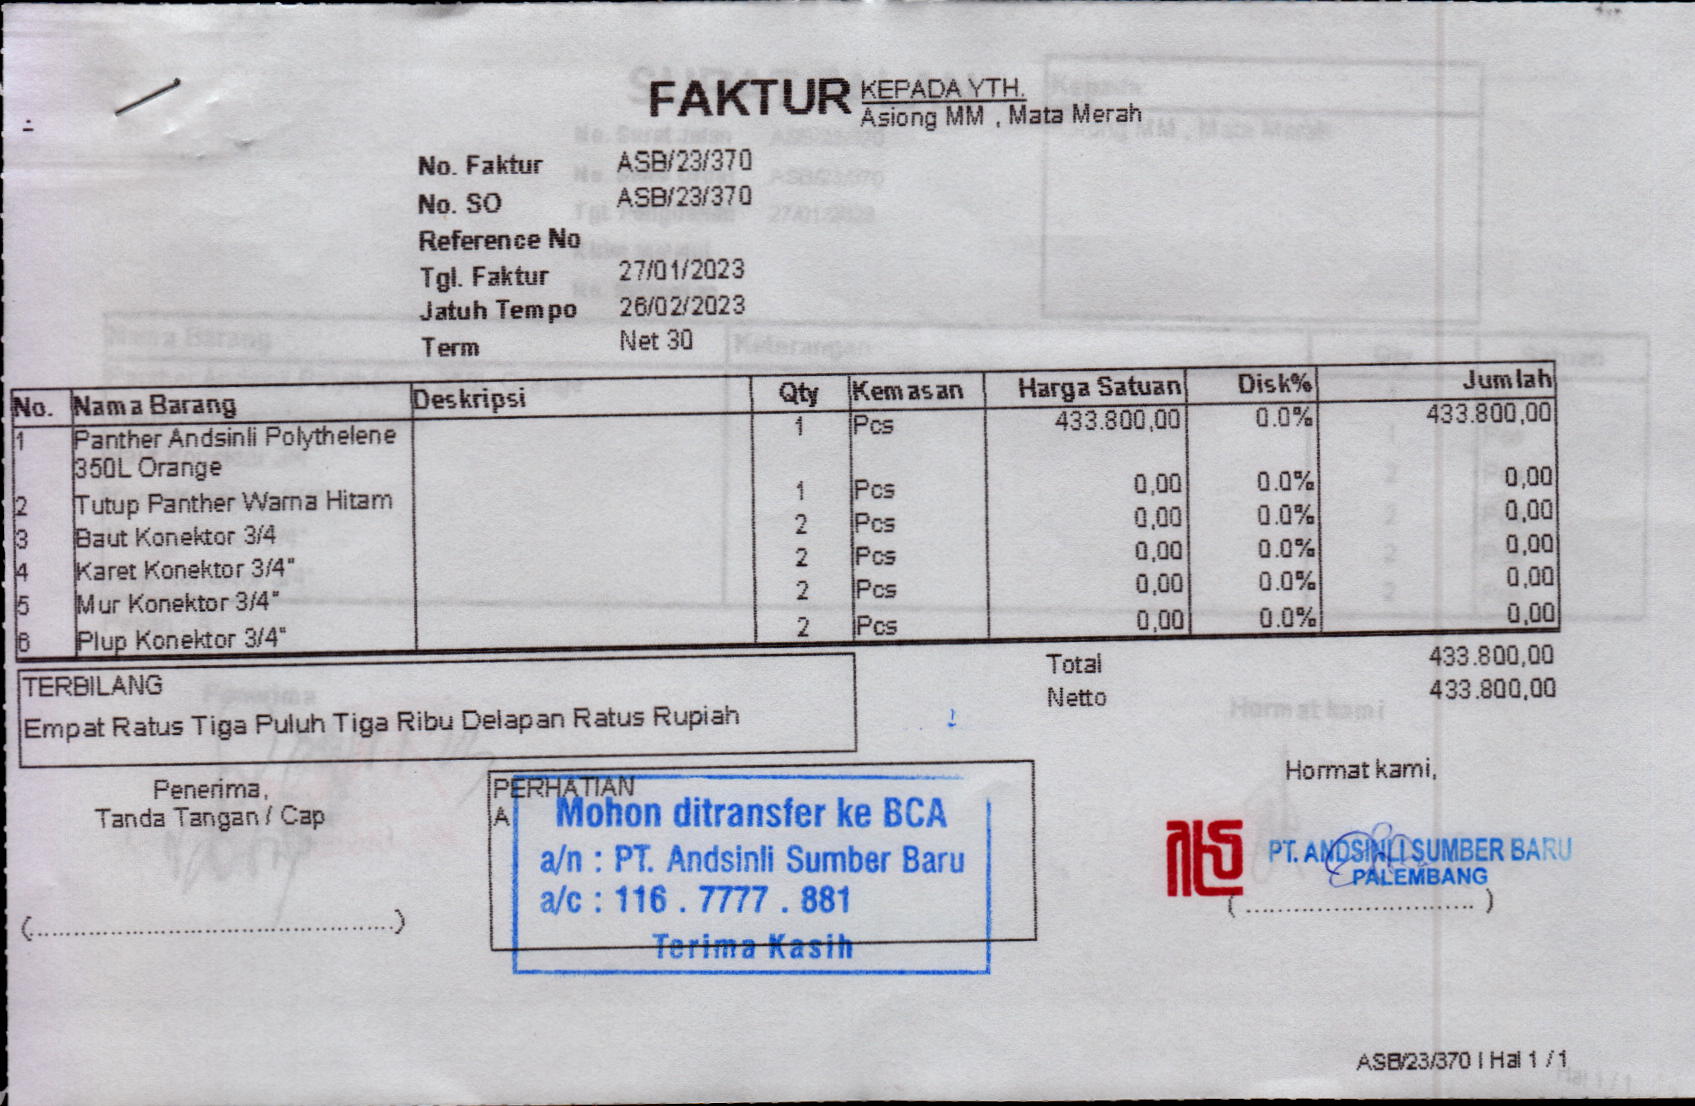 FAKTUR
KEPADA YTH.
Asiong MM , Mata Merah
No. Faktur ASB/23/370
No. SO ASB/23/370
Reference No
Tgl. Faktur 27/01/2023
Jatuh Tempo 26/02/2023
Term Net 30
No. Nama Barang Deskripsi Qty Kemasan Harga Satuan Disk% Jumlah
1 Panther Andsinli Polythelene 1 Pcs 433.800,00 0.0% 433.800,00
350L Orange
2 Tutup Panther Warna Hitam 1 Pcs 0,00 0.0% 0,00
3 Baut Konektor 3/4 2 Pcs 0,00 0.0% 0,00
4 Karet Konektor 3/4" 2 Pcs 0,00 0.0% 0,00
5 Mur Konektor 3/4" 2 Pcs 0,00 0.0% 0,00
6 Plup Konektor 3/4" 2 Pcs 0,00 0.0% 0,00
Total 433.800,00
Netto 433.800,00
TERBILANG
Empat Ratus Tiga Puluh Tiga Ribu Delapan Ratus Rupiah
Penerima,
Tanda Tangan / Cap
(..........................................)
PERHATIAN
A
Mohon ditransfer ke BCA
a/n : PT. Andsinli Sumber Baru
a/c : 116 . 7777 . 881
Terima Kasih
Hormat kami,
PT. ANDSINLI SUMBER BARU
PALEMBANG
( ........................... )
ASB/23/370 | Hal 1 / 1